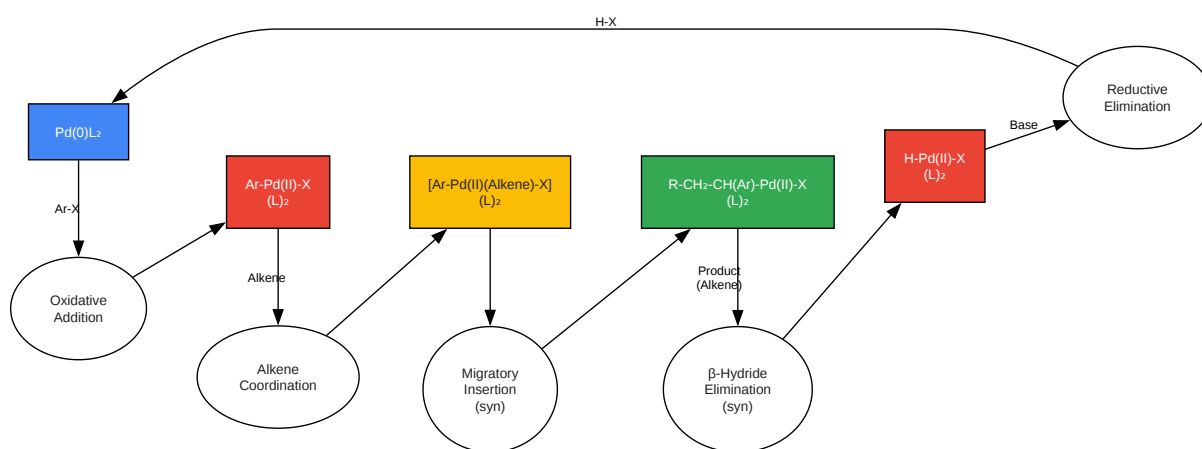 H-X
Pd(0)L₂
Ar-X
Oxidative
Addition
Ar-Pd(II)-X
(L)₂
Alkene
Alkene
Coordination
[Ar-Pd(II)(Alkene)-X]
(L)₂
Migratory
Insertion
(syn)
R-CH₂-CH(Ar)-Pd(II)-X
(L)₂
Product
(Alkene)
β-Hydride
Elimination
(syn)
H-Pd(II)-X
(L)₂
Base
Reductive
Elimination